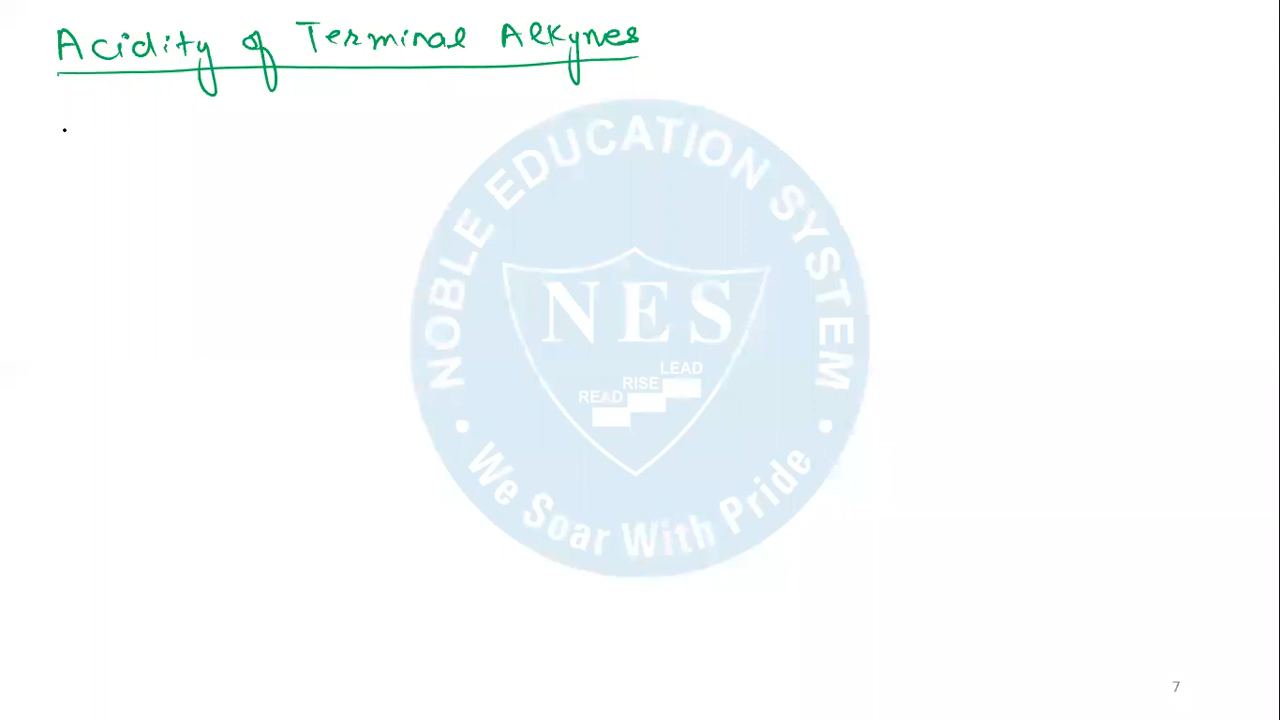 Acidity of Terminal Alkynes
NOBLE EDUCATION SYSTEM
NES
LEAD
RISE
READ
• We Soar With Pride •
7